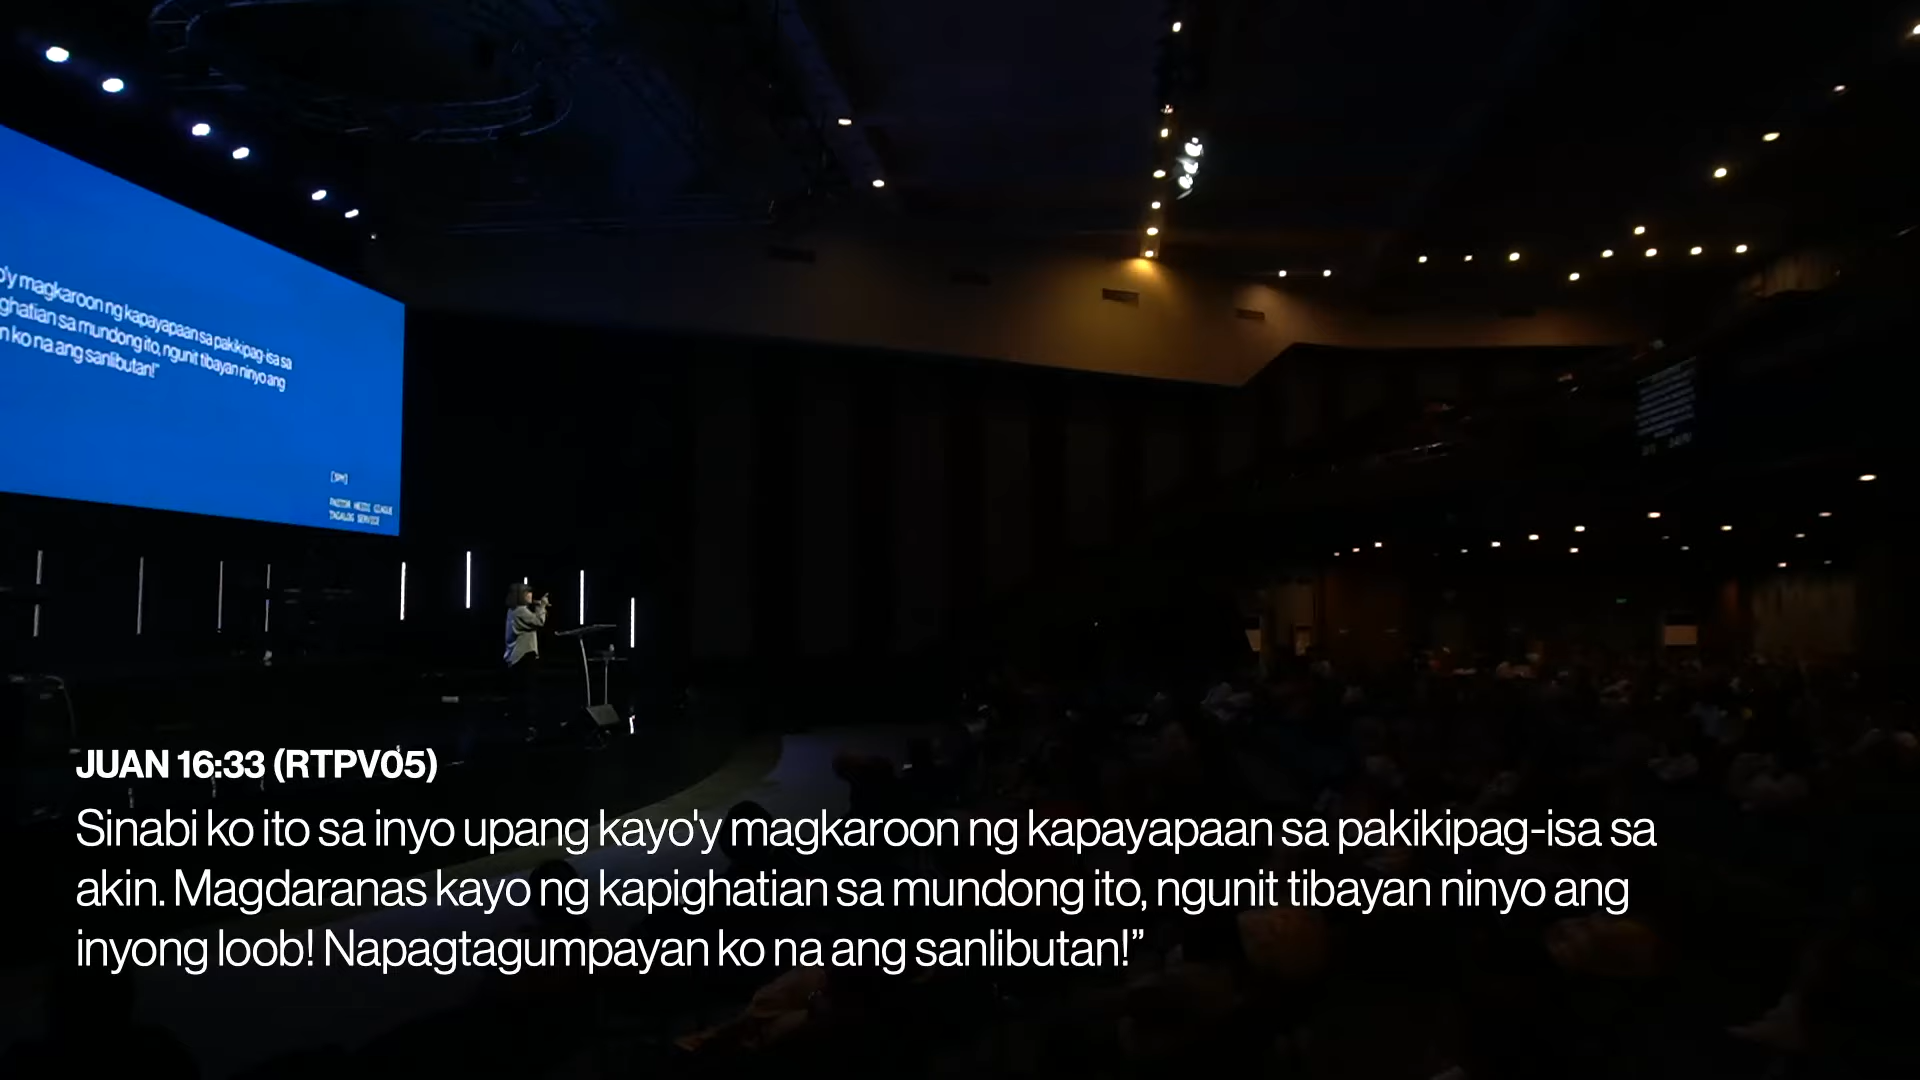 o'y magkaroon ng kapayapaan sa pakikipag-isa sa
ghatian sa mundong ito, ngunit tibayan ninyo ang
n ko na ang sanlibutan!”
TAGALOG SERVICE
JUAN 16:33 (RTPV05)
Sinabi ko ito sa inyo upang kayo'y magkaroon ng kapayapaan sa pakikipag-isa sa
akin. Magdaranas kayo ng kapighatian sa mundong ito, ngunit tibayan ninyo ang
inyong loob! Napagtagumpayan ko na ang sanlibutan!”